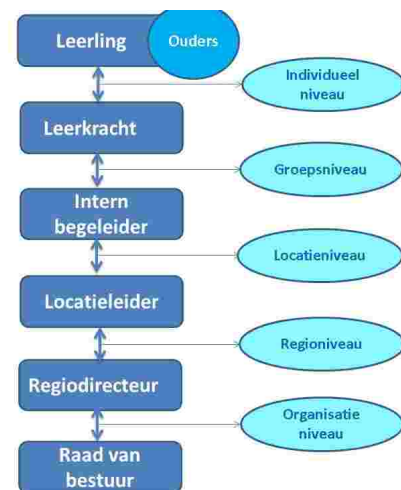 Leerling
Ouders
Individueel
niveau
Leerkracht
Groepsniveau
Intern
begeleider
Locatieniveau
Locatieleider
Regioniveau
Regiodirecteur
Organisatie
niveau
Raad van
bestuur